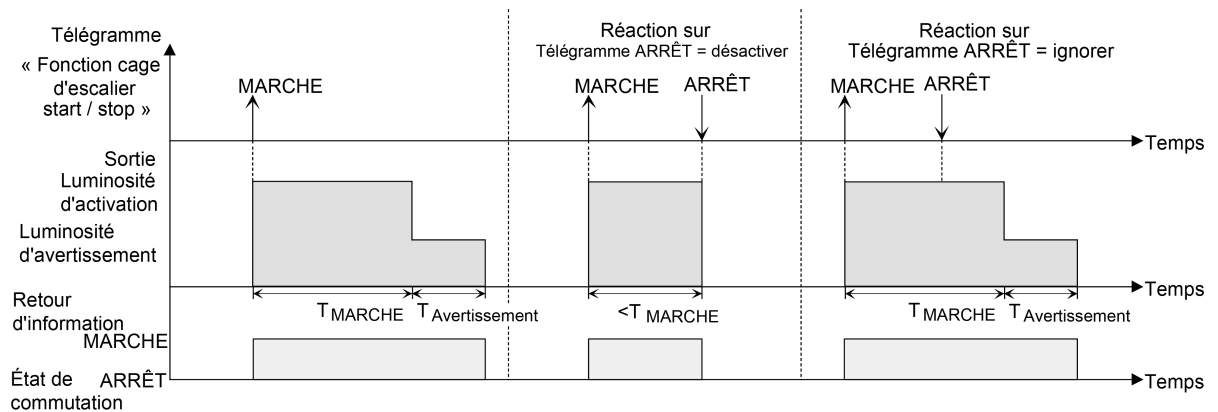 Télégramme
« Fonction cage
d'escalier
start / stop »
MARCHE
Réaction sur
Télégramme ARRÊT = désactiver
MARCHE ARRÊT
Réaction sur
Télégramme ARRÊT = ignorer
MARCHE ARRÊT
Temps
Sortie
Luminosité
d'activation
Luminosité
d'avertissement
Temps
T MARCHE T Avertissement
<T MARCHE
T MARCHE T Avertissement
Retour
d'information
MARCHE
État de
commutation
ARRÊT
Temps